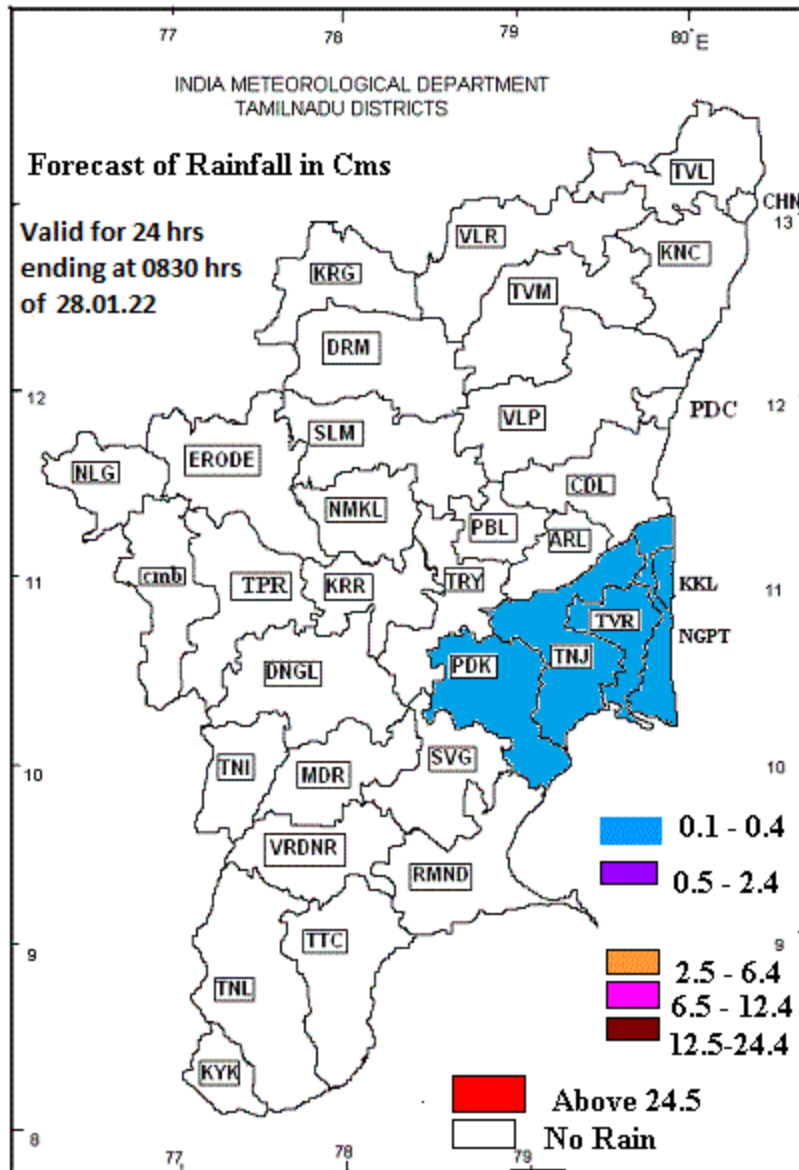 77 78 79 80°E
INDIA METEOROLOGICAL DEPARTMENT
TAMILNADU DISTRICTS
Forecast of Rainfall in Cms
Valid for 24 hrs
ending at 0830 hrs
of 28.01.22
TVL
CHN
13
VLR
KNC
KRG
TVM
DRM
12
PDC
12
VLP
SLM
ERODE
NLG
CDL
NMKL
PBL
ARL
11
cmb
TPR
KRR
TRY
KKL
11
TVR
NGPT
DNGL
PDK
TNJ
10
TNI
MDR
SVG
10
VRDNR
RMND
0.1 - 0.4
0.5 - 2.4
9
TTC
9
TNL
2.5 - 6.4
6.5 - 12.4
12.5-24.4
KYK
Above 24.5
No Rain
8
77 78 79